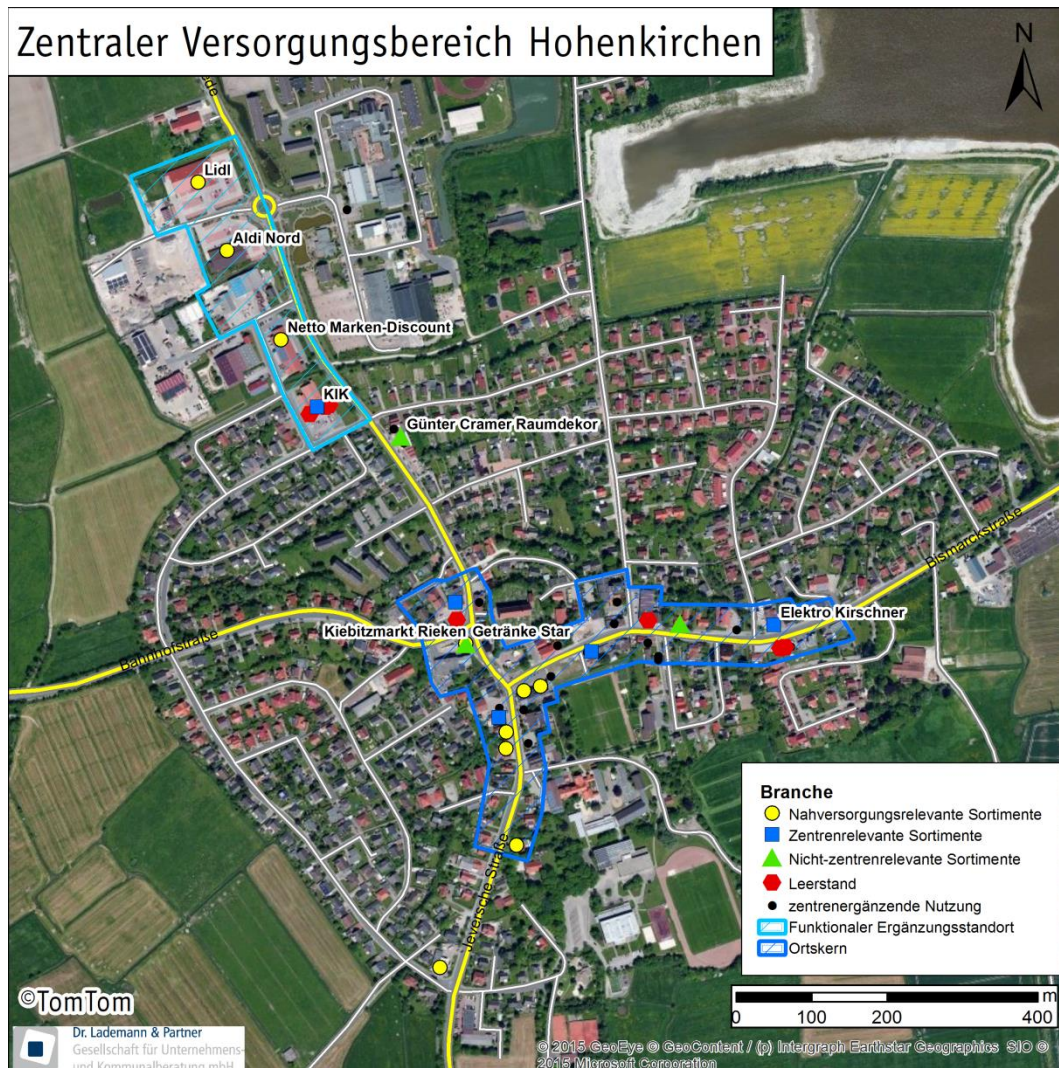 Zentraler Versorgungsbereich Hohenkirchen
N
Lidl
Aldi Nord
Netto Marken-Discount
KIK
Günter Cramer Raumdekor
Bismarckstraße
Elektro Kirschner
Kiebitzmarkt Rieken Getränke Star
Bahnhofstraße
Jeversche Straße
Branche
Nahversorgungsrelevante Sortimente
Zentrenrelevante Sortimente
Nicht-zentrenrelevante Sortimente
Leerstand
zentrenergänzende Nutzung
Funktionaler Ergänzungsstandort
Ortskern
m
0 100 200 400
©TomTom
Dr. Lademann & Partner
Gesellschaft für Unternehmens-
und Kommunalberatung mbH
© 2015 GeoEye © GeoContent / (p) Intergraph Earthstar Geographics SIO ©
2015 Microsoft Corporation